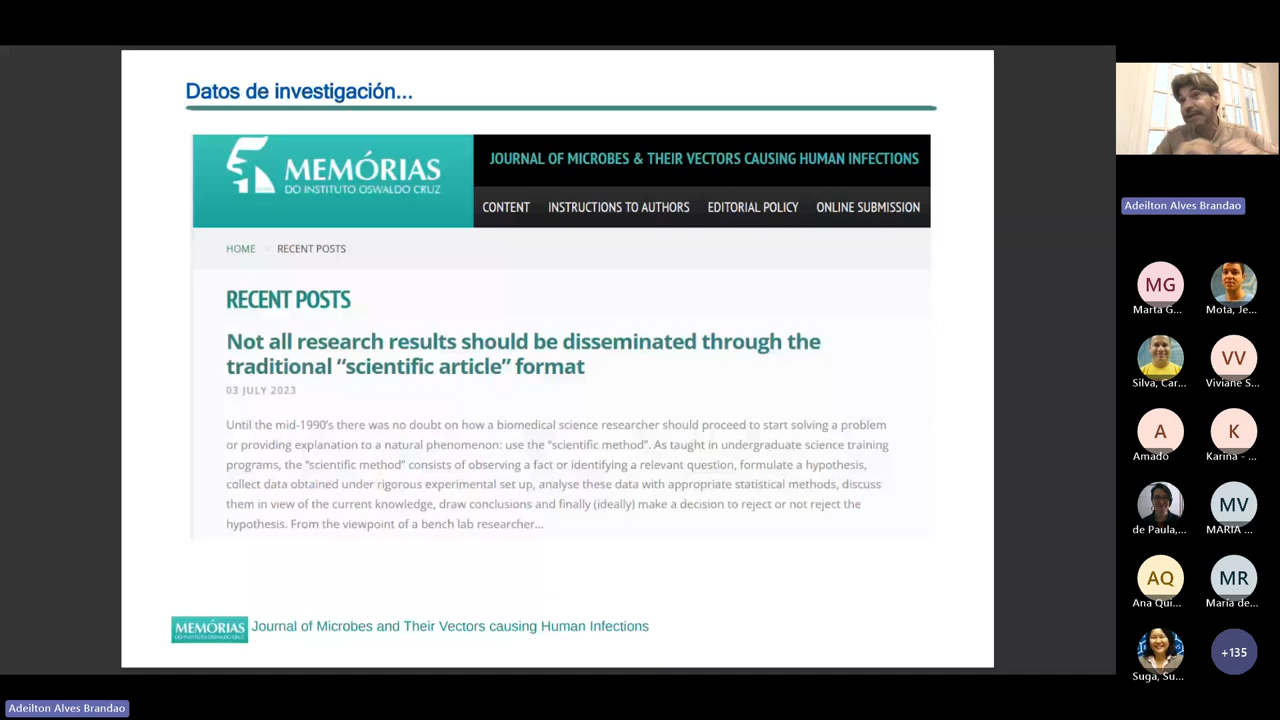 Datos de investigación...
MEMÓRIAS
DO INSTITUTO OSWALDO CRUZ
JOURNAL OF MICROBES & THEIR VECTORS CAUSING HUMAN INFECTIONS
CONTENT INSTRUCTIONS TO AUTHORS EDITORIAL POLICY ONLINE SUBMISSION
HOME RECENT POSTS
RECENT POSTS
Not all research results should be disseminated through the
traditional “scientific article” format
03 JULY 2023
Until the mid-1990’s there was no doubt on how a biomedical science researcher should proceed to start solving a problem
or providing explanation to a natural phenomenon: use the “scientific method”. As taught in undergraduate science training
programs, the “scientific method” consists of observing a fact or identifying a relevant question, formulate a hypothesis,
collect data obtained under rigorous experimental set up, analyse these data with appropriate statistical methods, discuss
them in view of the current knowledge, draw conclusions and finally (ideally) make a decision to reject or not reject the
hypothesis. From the viewpoint of a bench lab researcher...
MEMÓRIAS
DO INSTITUTO OSWALDO CRUZ
Journal of Microbes and Their Vectors causing Human Infections
Adeilton Alves Brandao
MG
Marta G...
Mota, Je...
Silva, Car...
VV
Viviane S...
A
Amado
K
Karina - ...
de Paula,...
MV
MARIA ...
AQ
Ana Qui...
MR
Maria de...
Suga, Su...
+135
Adeilton Alves Brandao